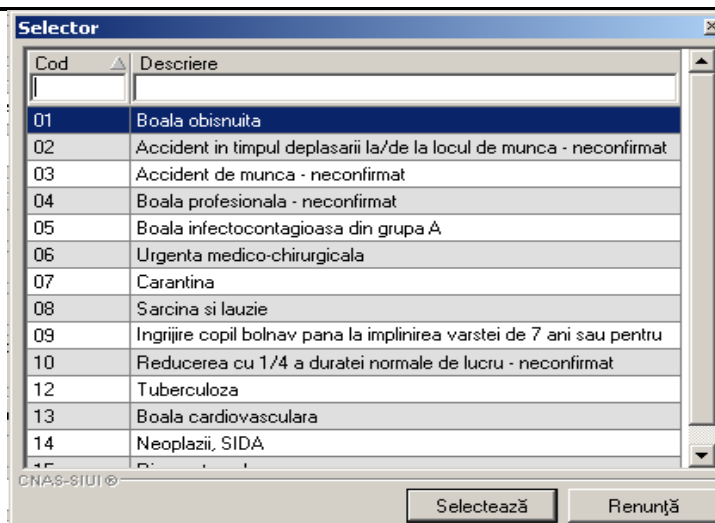 Selector
Cod Descriere
01 Boala obisnuita
02 Accident in timpul deplasarii la/de la locul de munca - neconfirmat
03 Accident de munca - neconfirmat
04 Boala profesionala - neconfirmat
05 Boala infectocontagioasa din grupa A
06 Urgenta medico-chirurgicala
07 Carantina
08 Sarcina si lauzie
09 Ingrijire copil bolnav pana la implinirea varstei de 7 ani sau pentru
10 Reducerea cu 1/4 a duratei normale de lucru - neconfirmat
12 Tuberculoza
13 Boala cardiovasculara
14 Neoplazii, SIDA
15
CNAS-SIUI ®
Selectează Renunţă